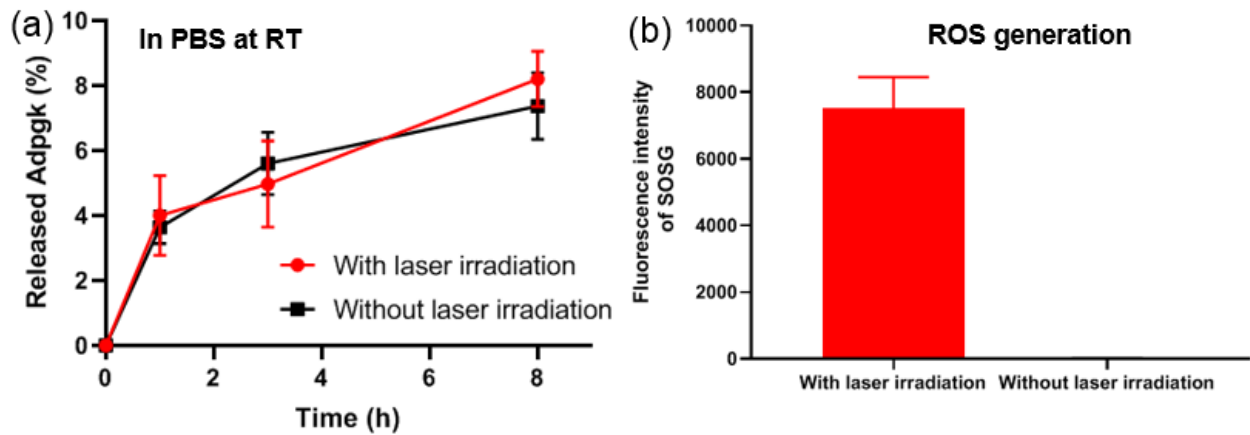 (a)
In PBS at RT
Released Adpgk (%)
10
8
6
4
2
0
With laser irradiation
Without laser irradiation
0 2 4 6 8
Time (h)
(b)
ROS generation
Fluorescence intensity
of SOSG
10000
8000
6000
4000
2000
0
With laser irradiation Without laser irradiation